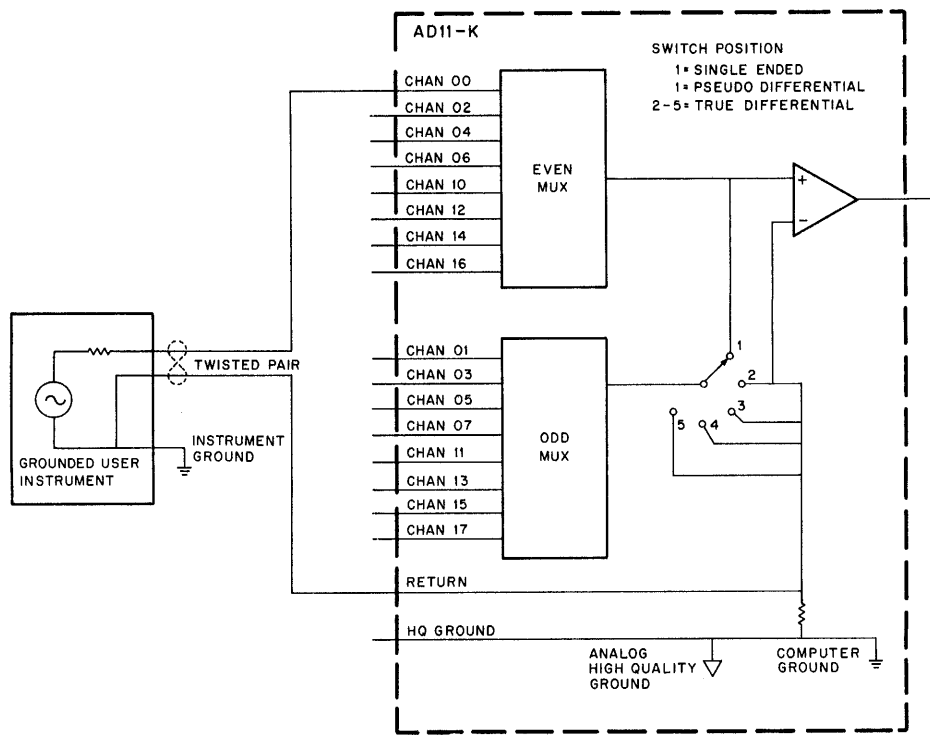 AD11-K
SWITCH POSITION
1= SINGLE ENDED
1= PSEUDO DIFFERENTIAL
2-5= TRUE DIFFERENTIAL
CHAN 00
CHAN 02
CHAN 04
CHAN 06
CHAN 10
CHAN 12
CHAN 14
CHAN 16
EVEN
MUX
+
-
CHAN 01
CHAN 03
CHAN 05
CHAN 07
CHAN 11
CHAN 13
CHAN 15
CHAN 17
ODD
MUX
1
2
3
4
5
TWISTED PAIR
INSTRUMENT
GROUND
GROUNDED USER
INSTRUMENT
RETURN
HQ GROUND
ANALOG
HIGH QUALITY
GROUND
COMPUTER
GROUND